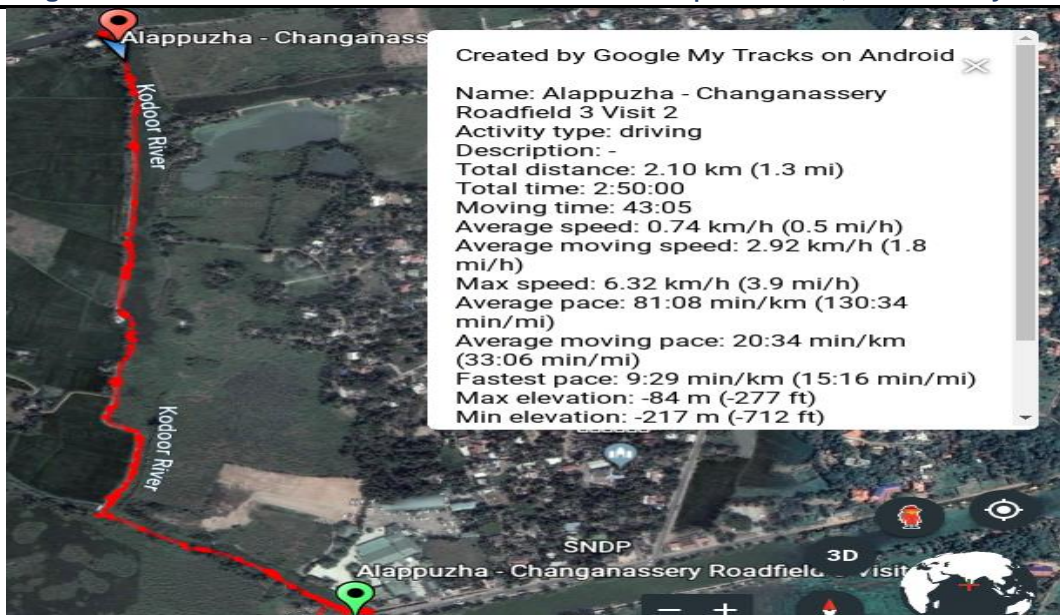 Alappuzha - Changanass
Created by Google My Tracks on Android
Name: Alappuzha - Changanassery
Roadfield 3 Visit 2
Activity type: driving
Description: -
Total distance: 2.10 km (1.3 mi)
Total time: 2:50:00
Moving time: 43:05
Average speed: 0.74 km/h (0.5 mi/h)
Average moving speed: 2.92 km/h (1.8
mi/h)
Max speed: 6.32 km/h (3.9 mi/h)
Average pace: 81:08 min/km (130:34
min/mi)
Average moving pace: 20:34 min/km
(33:06 min/mi)
Fastest pace: 9:29 min/km (15:16 min/mi)
Max elevation: -84 m (-277 ft)
Min elevation: -217 m (-712 ft)
Kodoor River
Kodoor River
SNDP
3D
Alappuzha - Changanassery Roadfield Visit